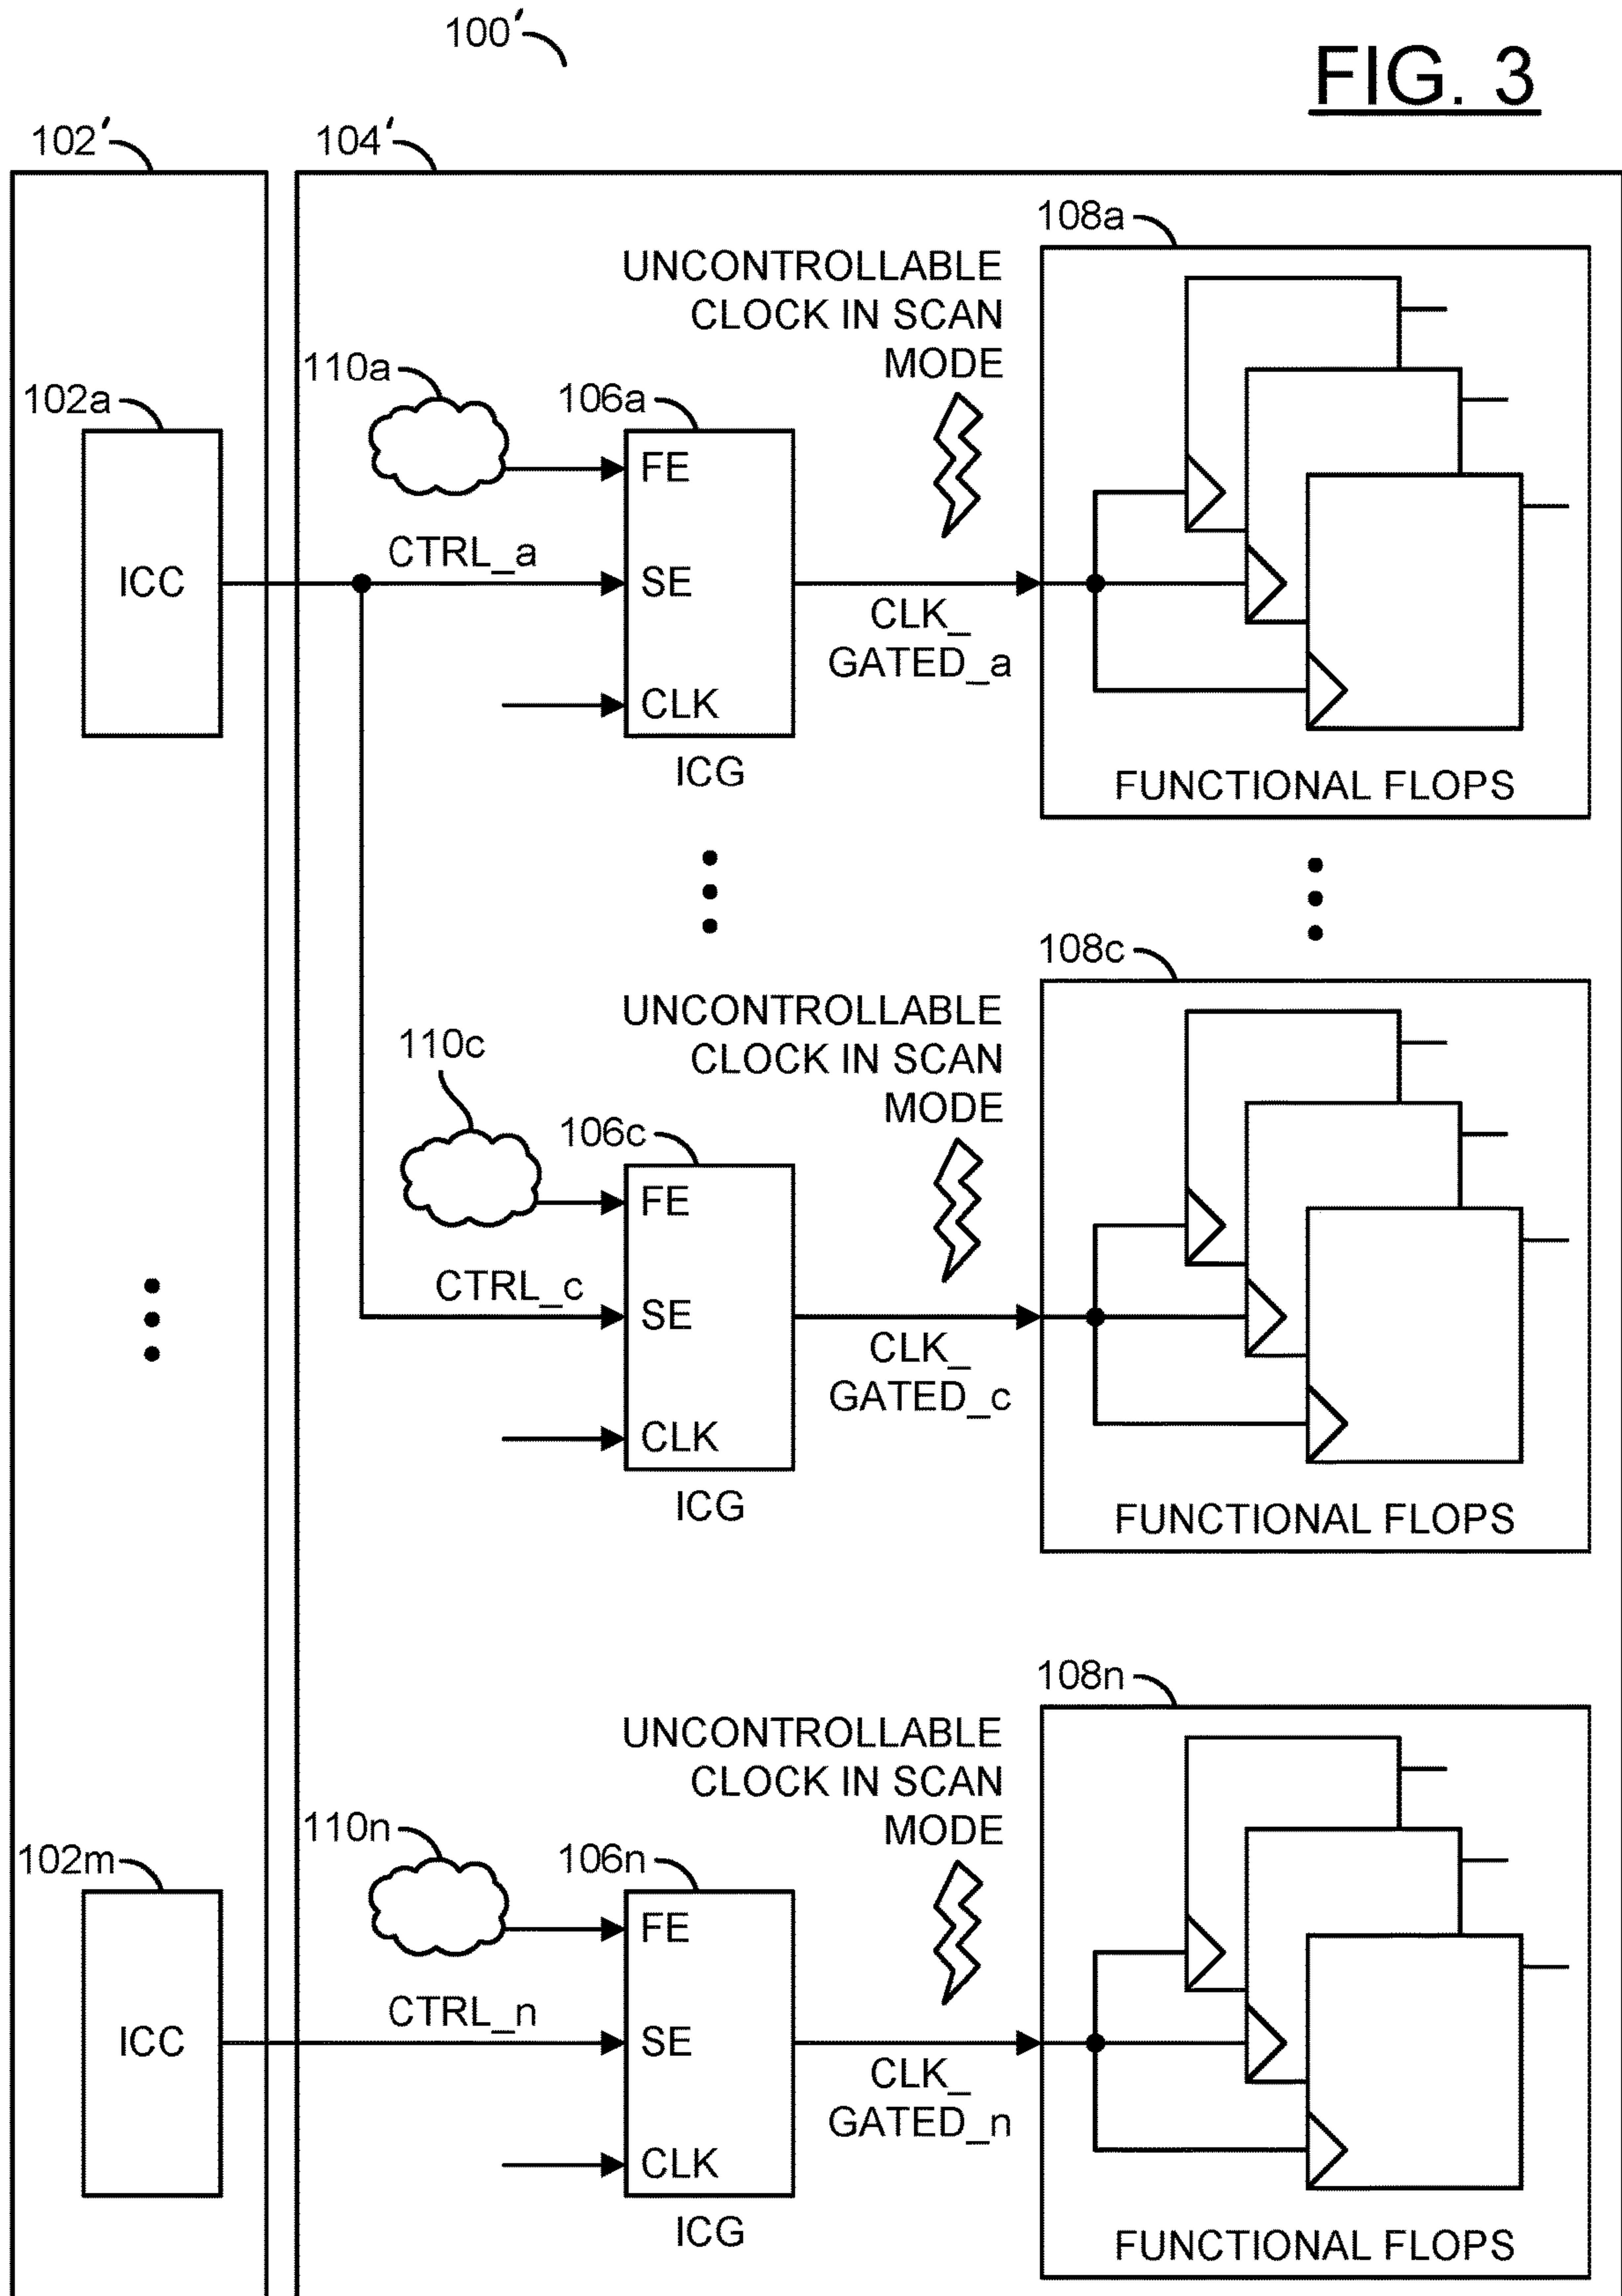 100′
FIG. 3
102′
104′
108a
UNCONTROLLABLE
CLOCK IN SCAN
MODE
110a
102a
106a
FE
ICC
CTRL_a
SE
CLK_
GATED_a
CLK
ICG
FUNCTIONAL FLOPS
108c
UNCONTROLLABLE
CLOCK IN SCAN
MODE
110c
106c
FE
CTRL_c
SE
CLK_
GATED_c
CLK
ICG
FUNCTIONAL FLOPS
108n
UNCONTROLLABLE
CLOCK IN SCAN
MODE
110n
102m
106n
FE
ICC
CTRL_n
SE
CLK_
GATED_n
CLK
ICG
FUNCTIONAL FLOPS